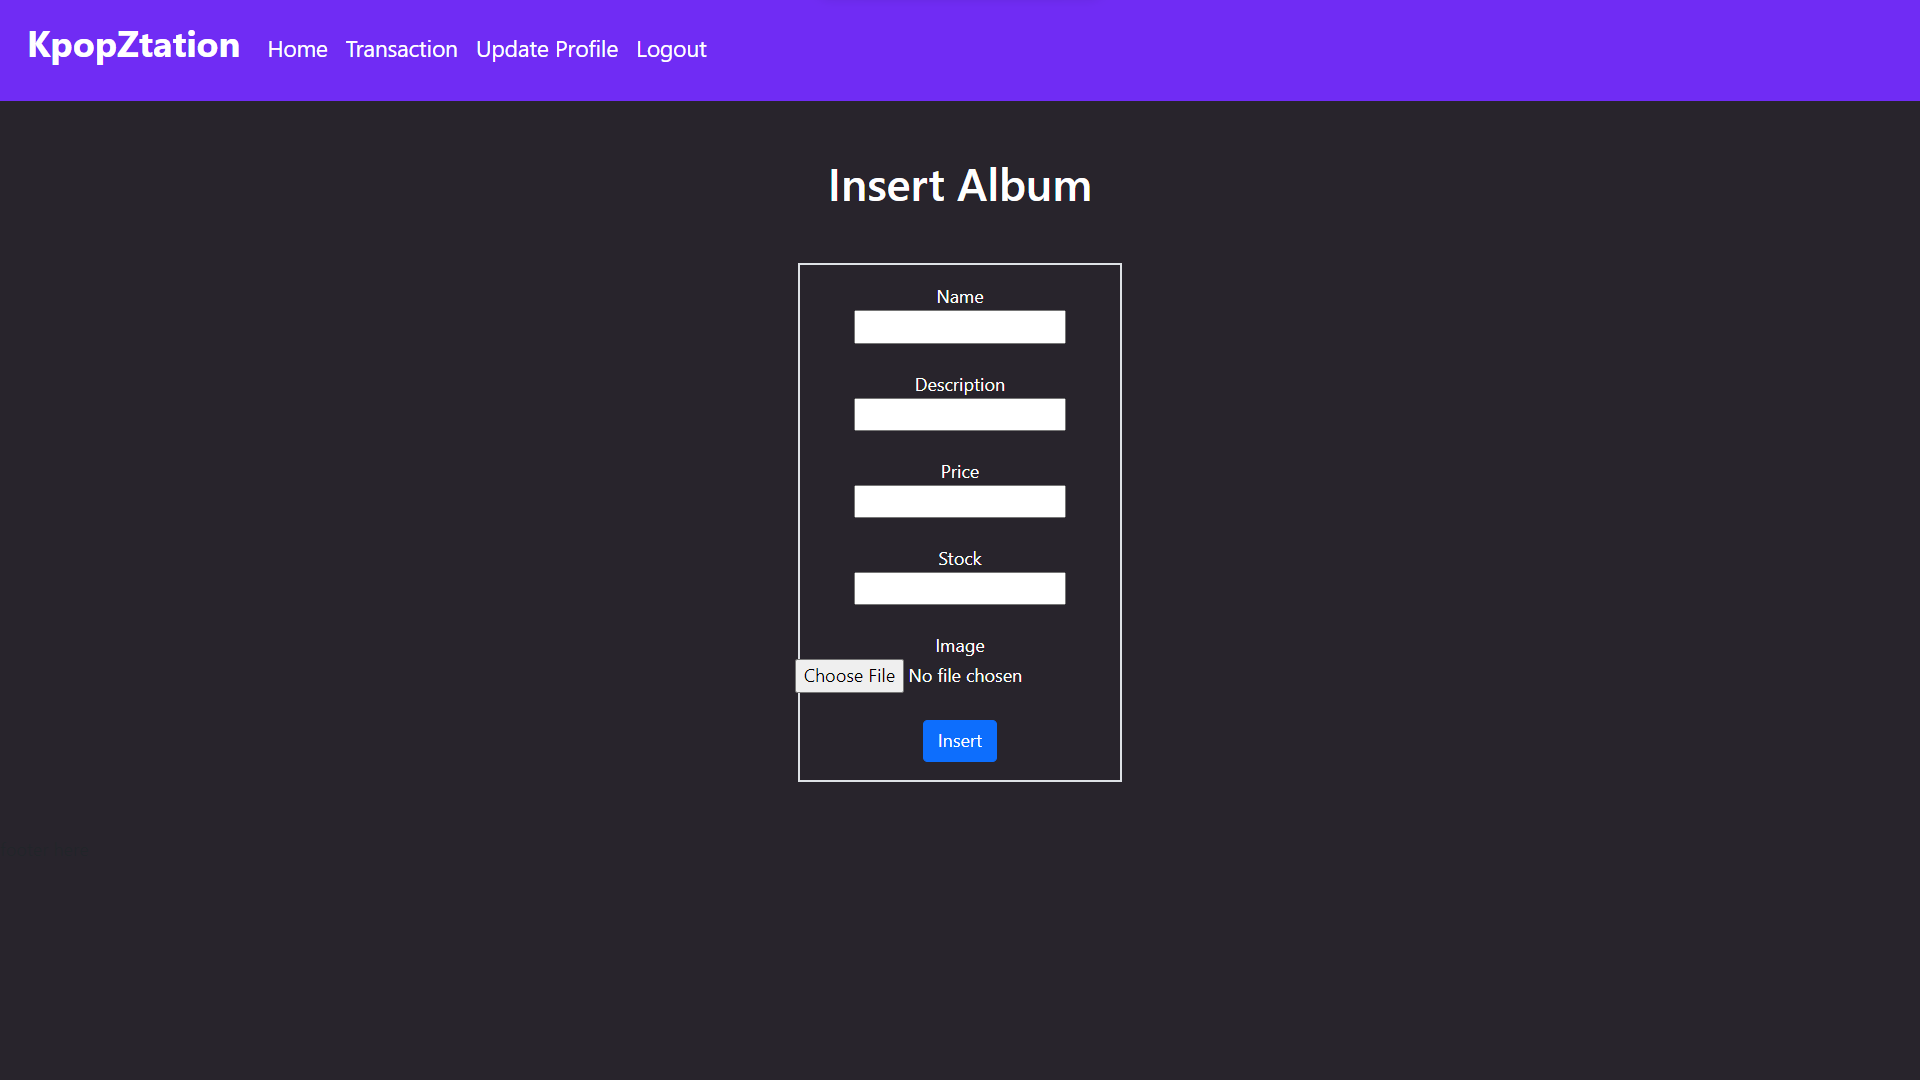 KpopZtation Home Transaction Update Profile Logout
Insert Album
Name
Description
Price
Stock
Image
Choose File No file chosen
Insert